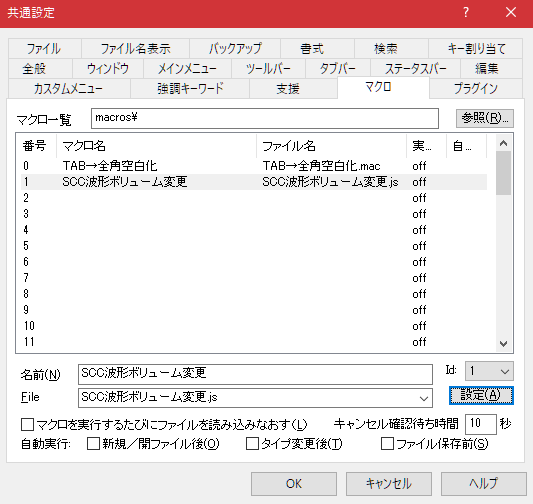 共通設定
ファイル ファイル名表示 バックアップ 書式 検索 キー割り当て
全般 ウィンドウ メインメニュー ツールバー タブバー ステータスバー 編集
カスタムメニュー 強調キーワード 支援 マクロ プラグイン
マクロ一覧 macros¥ 参照(R)...
番号 マクロ名 ファイル名 実... 自...
0 TAB→全角空白化 TAB→全角空白化.mac off
1 SCC波形ボリューム変更 SCC波形ボリューム変更.js off
2 off
3 off
4 off
5 off
6 off
7 off
8 off
9 off
10 off
11 off
名前(N) SCC波形ボリューム変更 Id: 1
File SCC波形ボリューム変更.js 設定(A)
マクロを実行するたびにファイルを読み込みなおす(L) キャンセル確認待ち時間 10 秒
自動実行: 新規／開ファイル後(O) タイプ変更後(T) ファイル保存前(S)
OK キャンセル ヘルプ